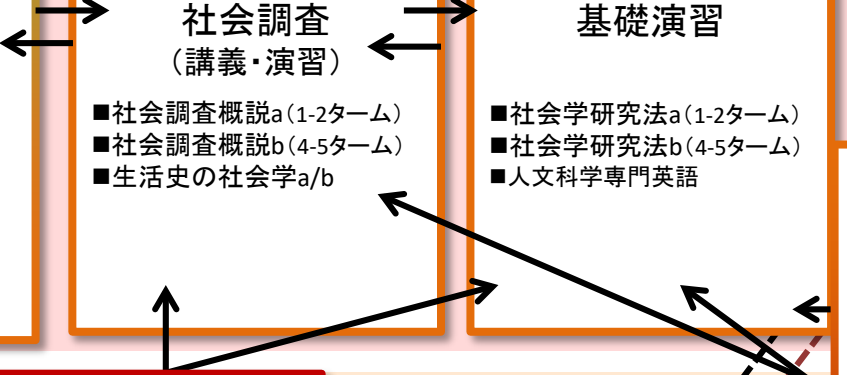 社会調査
（講義・演習）
■社会調査概説a（1-2ターム）
■社会調査概説b（4-5ターム）
■生活史の社会学a/b
基礎演習
■社会学研究法a（1-2ターム）
■社会学研究法b（4-5ターム）
■人文科学専門英語